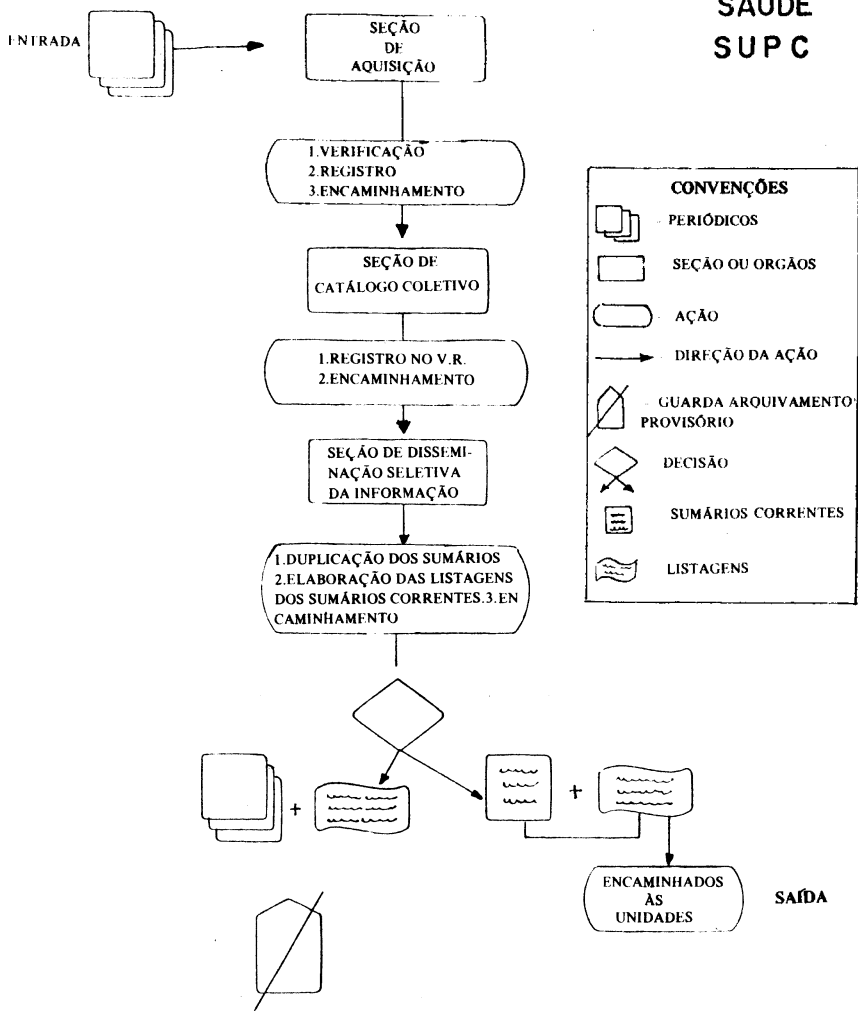 SAÚDE
SUPC
ENTRADA
SEÇÃO
DE
AQUISIÇÃO
1.VERIFICAÇÃO
2.REGISTRO
3.ENCAMINHAMENTO
SEÇÃO DE
CATÁLOGO COLETIVO
1.REGISTRO NO V.R.
2.ENCAMINHAMENTO
SEÇÃO DE DISSEMI-
NAÇÃO SELETIVA
DA INFORMAÇÃO
1.DUPLICAÇÃO DOS SUMÁRIOS
2.ELABORAÇÃO DAS LISTAGENS
DOS SUMÁRIOS CORRENTES.3.EN
CAMINHAMENTO
+
+
ENCAMINHADOS
ÀS
UNIDADES
SAÍDA
CONVENÇÕES
- PERIÓDICOS
SEÇÃO OU ORGÃOS
- AÇÃO
- DIREÇÃO DA AÇÃO
- GUARDA ARQUIVAMENTO
PROVISÓRIO
DECISÃO
SUMÁRIOS CORRENTES
LISTAGENS